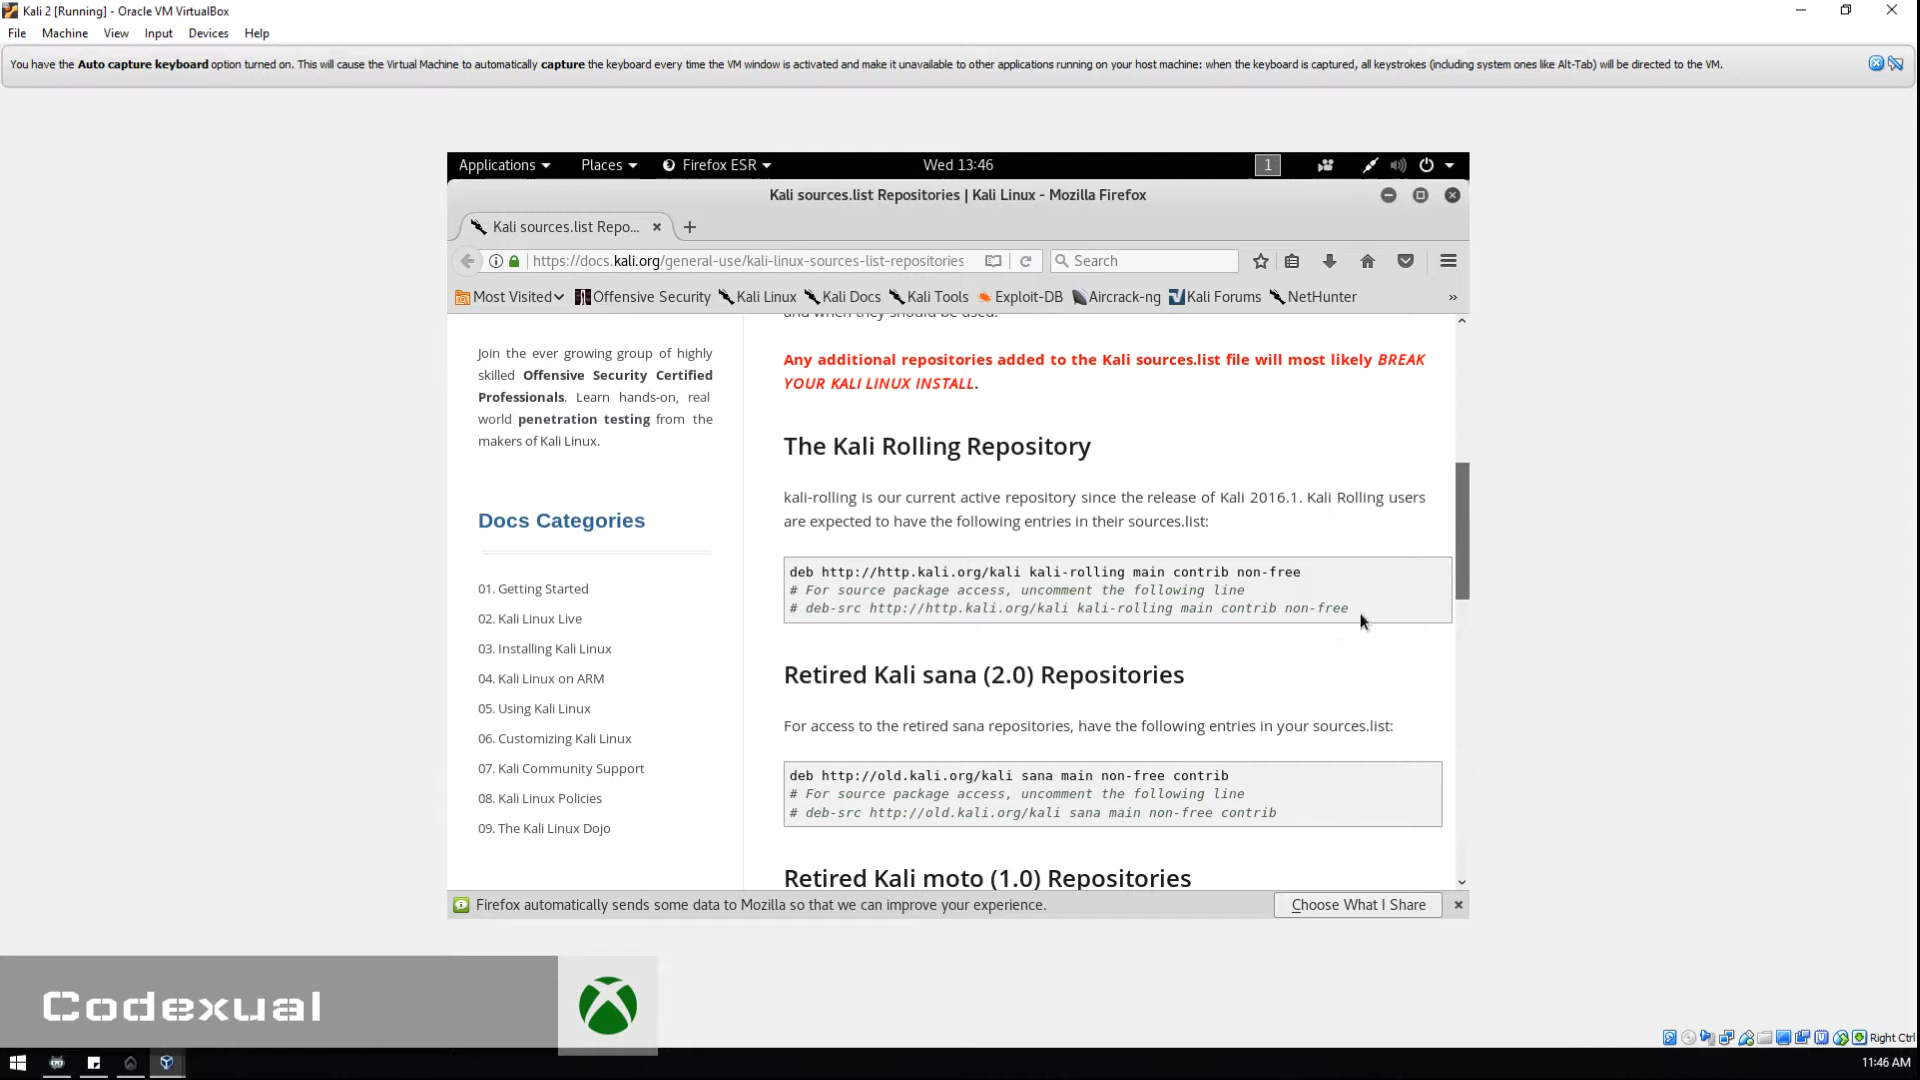 Kali 2 [Running] - Oracle VM VirtualBox
File Machine View Input Devices Help
You have the Auto capture keyboard option turned on. This will cause the Virtual Machine to automatically capture the keyboard every time the VM window is activated and make it unavailable to other applications running on your host machine: when the keyboard is captured, all keystrokes (including system ones like Alt-Tab) will be directed to the VM.
Applications Places Firefox ESR Wed 13:46 1
Kali sources.list Repositories | Kali Linux - Mozilla Firefox
Kali sources.list Repo...
https://docs.kali.org/general-use/kali-linux-sources-list-repositories Search
Most Visited Offensive Security Kali Linux Kali Docs Kali Tools Exploit-DB Aircrack-ng Kali Forums NetHunter »
Join the ever growing group of highly
skilled Offensive Security Certified
Professionals. Learn hands-on, real
world penetration testing from the
makers of Kali Linux.
Docs Categories
01. Getting Started
02. Kali Linux Live
03. Installing Kali Linux
04. Kali Linux on ARM
05. Using Kali Linux
06. Customizing Kali Linux
07. Kali Community Support
08. Kali Linux Policies
09. The Kali Linux Dojo
and when they should be used.
Any additional repositories added to the Kali sources.list file will most likely BREAK
YOUR KALI LINUX INSTALL.
The Kali Rolling Repository
kali-rolling is our current active repository since the release of Kali 2016.1. Kali Rolling users
are expected to have the following entries in their sources.list:
deb http://http.kali.org/kali kali-rolling main contrib non-free
# For source package access, uncomment the following line
# deb-src http://http.kali.org/kali kali-rolling main contrib non-free
Retired Kali sana (2.0) Repositories
For access to the retired sana repositories, have the following entries in your sources.list:
deb http://old.kali.org/kali sana main non-free contrib
# For source package access, uncomment the following line
# deb-src http://old.kali.org/kali sana main non-free contrib
Retired Kali moto (1.0) Repositories
Firefox automatically sends some data to Mozilla so that we can improve your experience. Choose What I Share
Codexual
Right Ctrl
11:46 AM